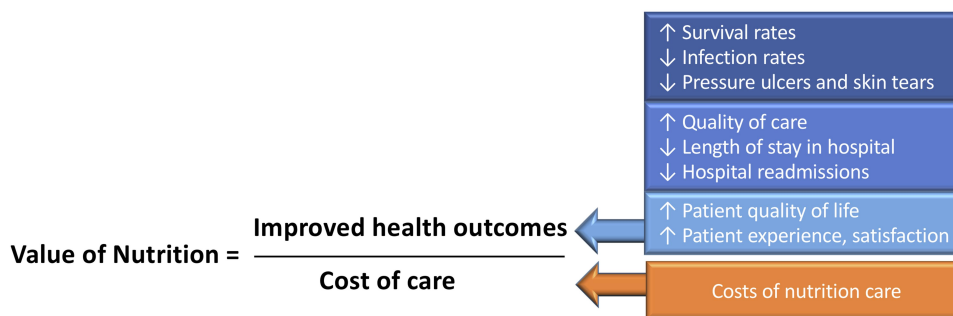 ↑ Survival rates
↓ Infection rates
↓ Pressure ulcers and skin tears
↑ Quality of care
↓ Length of stay in hospital
↓ Hospital readmissions
↑ Patient quality of life
↑ Patient experience, satisfaction
Value of Nutrition =
Improved health outcomes
Cost of care
Costs of nutrition care